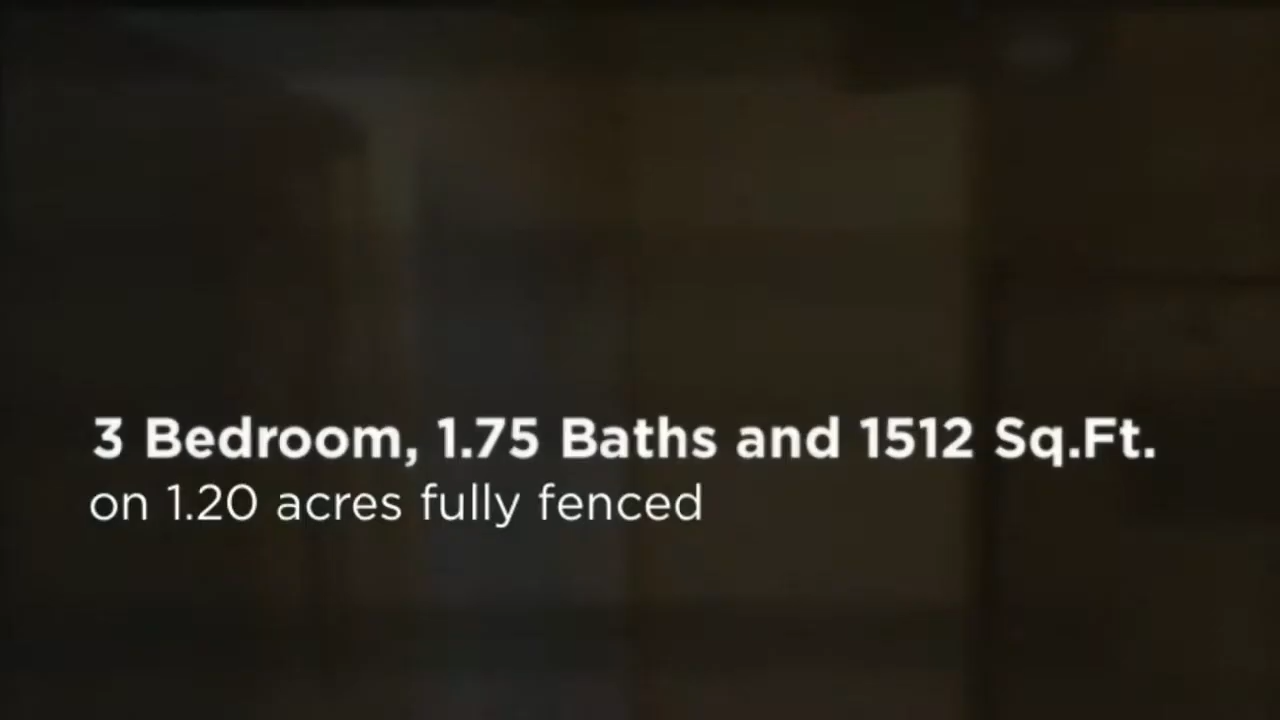 3 Bedroom, 1.75 Baths and 1512 Sq.Ft.
on 1.20 acres fully fenced